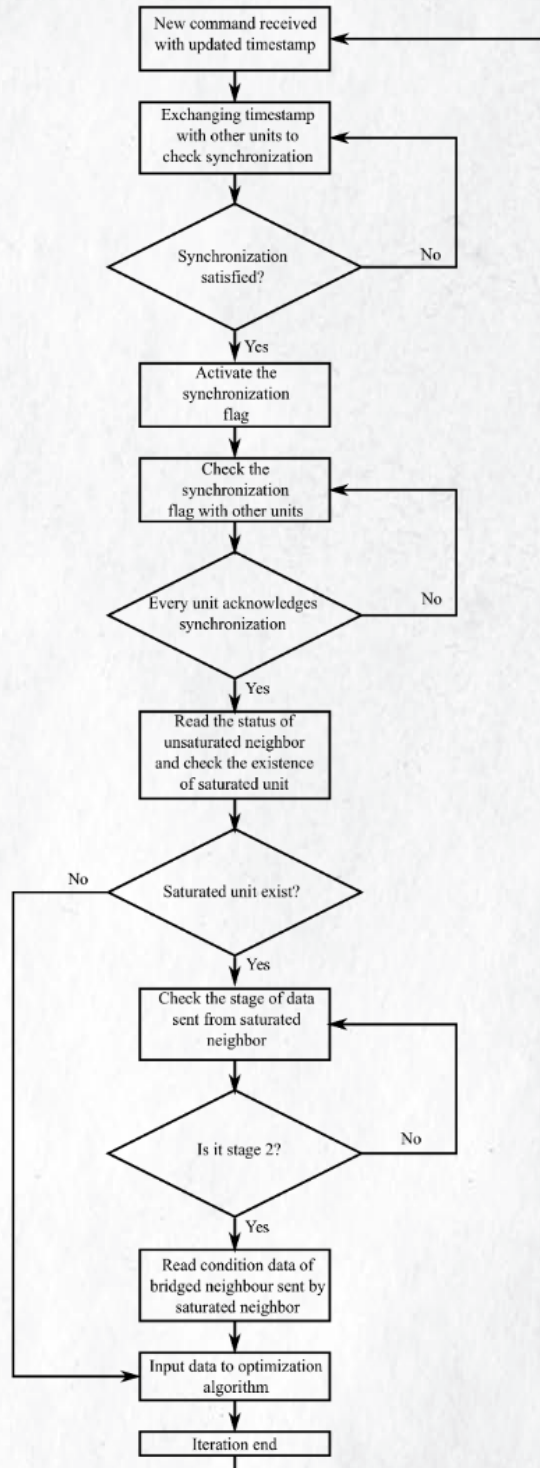 New command received
with updated timestamp
Exchanging timestamp
with other units to
check synchronization
Synchronization
satisfied?
No
Yes
Activate the
synchronization
flag
Check the
synchronization
flag with other units
Every unit acknowledges
synchronization
No
Yes
Read the status of
unsaturated neighbor
and check the existence
of saturated unit
No
Saturated unit exist?
Yes
Check the stage of data
sent from saturated
neighbor
Is it stage 2?
No
Yes
Read condition data of
bridged neighbour sent by
saturated neighbor
Input data to optimization
algorithm
Iteration end